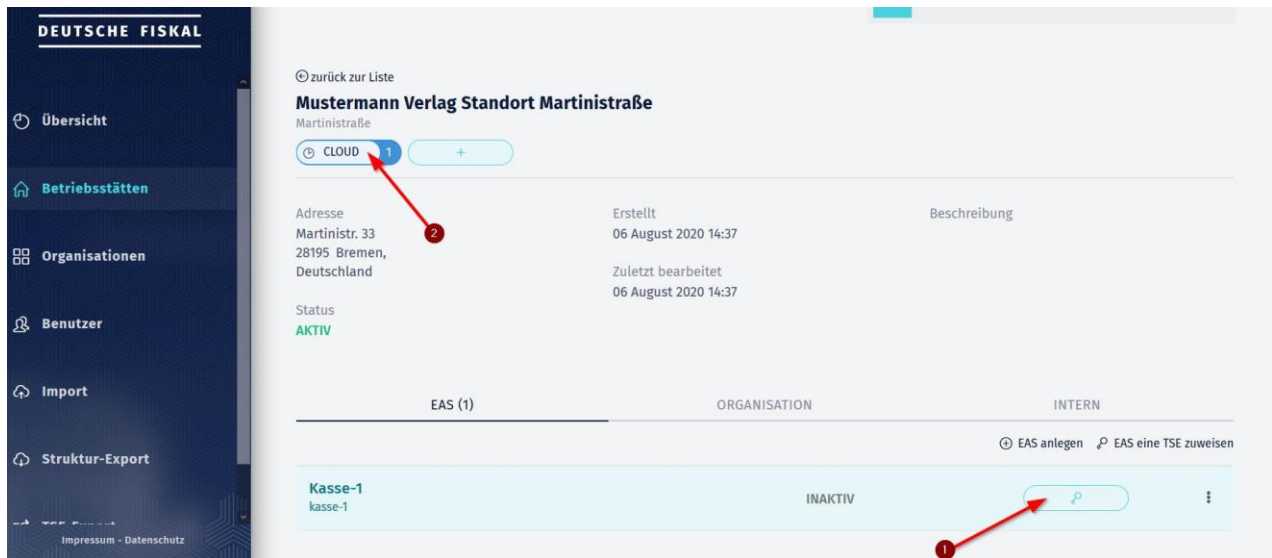 DEUTSCHE FISKAL
Übersicht
Betriebsstätten
Organisationen
Benutzer
Import
Struktur-Export
Impressum - Datenschutz
zurück zur Liste
Mustermann Verlag Standort Martinistraße
Martinistraße
CLOUD 1 +
Adresse
Martinistr. 33
28195 Bremen,
Deutschland
Status
AKTIV
2
Erstellt
06 August 2020 14:37
Zuletzt bearbeitet
06 August 2020 14:37
Beschreibung
EAS (1) ORGANISATION INTERN
EAS anlegen EAS eine TSE zuweisen
Kasse-1
kasse-1
INAKTIV
1